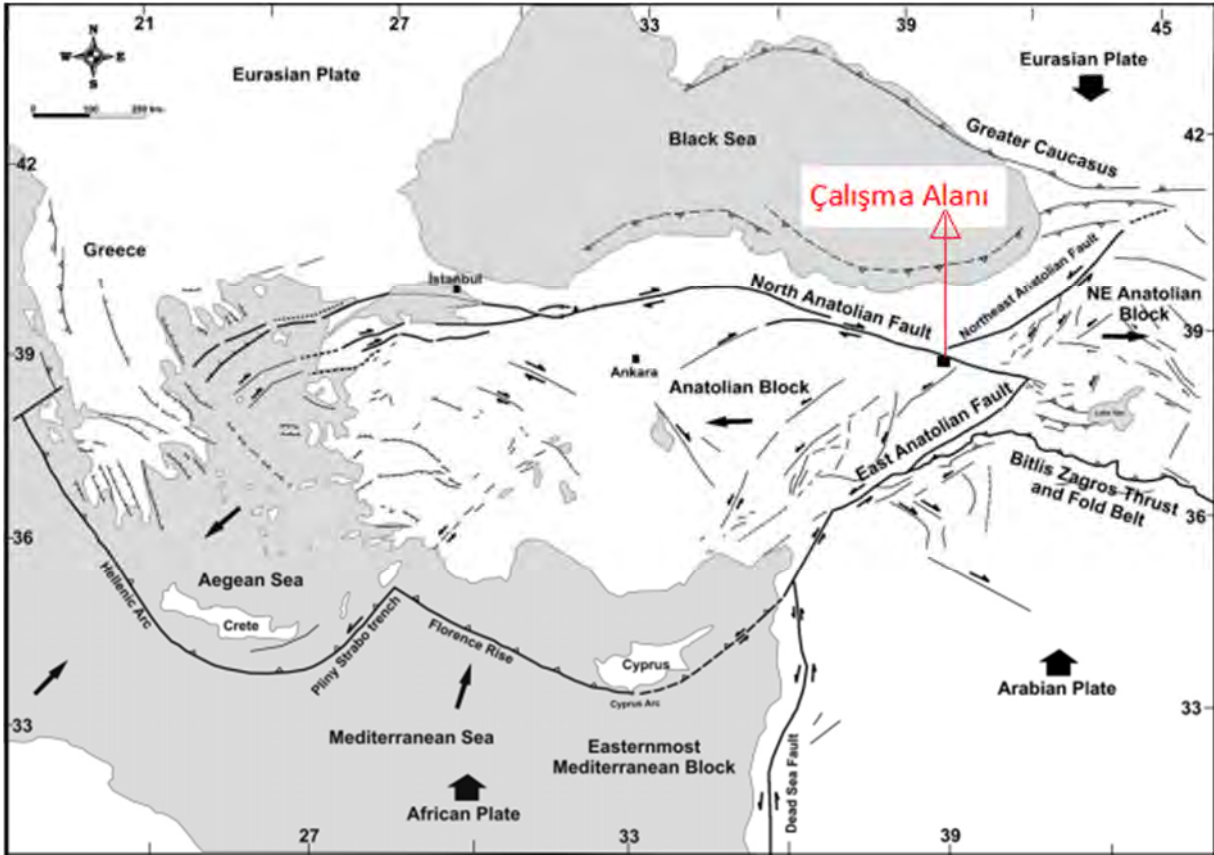 21
27
33
39
45
N
W
E
S
Eurasian Plate
Eurasian Plate
0
100
200 km.
Black Sea
Greater Caucasus
42
42
Çalışma Alanı
Greece
İstanbul
North Anatolian Fault
Northeast Anatolian Fault
NE Anatolian
Block
39
39
Ankara
Anatolian Block
East Anatolian Fault
Lake Van
Bitlis Zagros Thrust
and Fold Belt
36
36
Aegean Sea
Hellenic Arc
Crete
Pliny Strabo trench
Florence Rise
Cyprus
Cyprus Arc
Arabian Plate
33
33
Mediterranean Sea
Easternmost
Mediterranean Block
Dead Sea Fault
African Plate
27
33
39